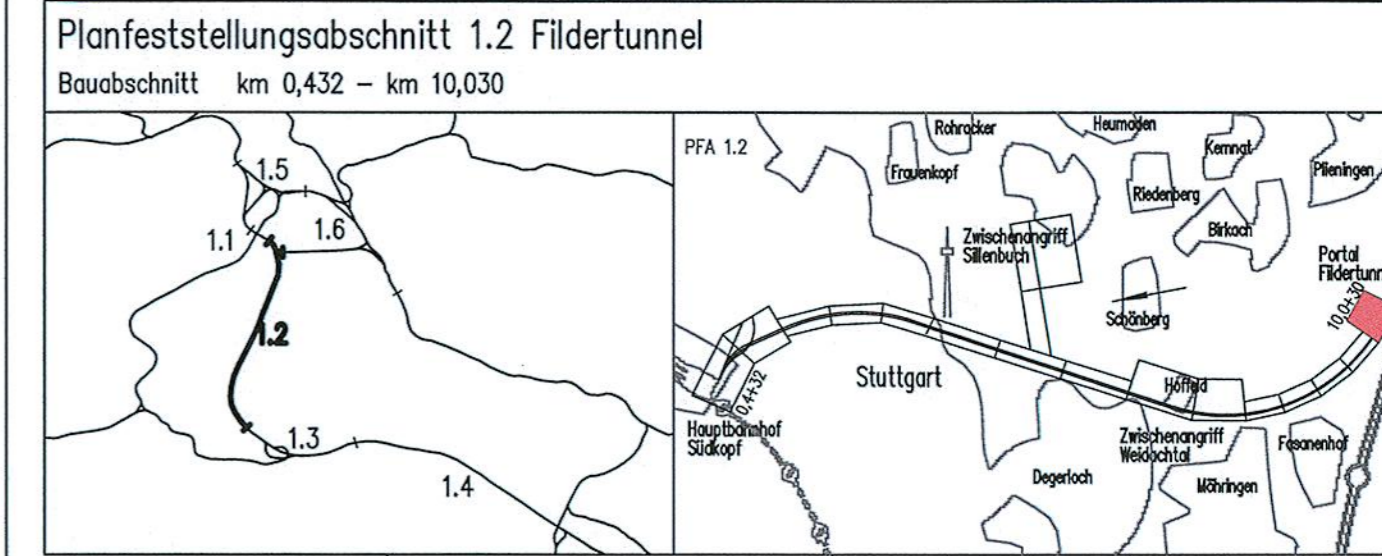 Planfeststellungsabschnitt 1.2 Fildertunnel
Bauabschnitt km 0,432 – km 10,030
1.5
1.1
1.6
1.2
1.3
1.4
PFA 1.2
Rohracker
Heumaden
Frauenkopf
Kemnat
Plieningen
Riedenberg
Birkach
Zwischenangriff
Sillenbuch
Portal
Fildertunn
10,0+30
Schönberg
Stuttgart
Hoffeld
0,4+32
Hauptbahnhof
Südkopf
Zwischenangriff
Weidachtal
Fasanenhof
Degerloch
Möhringen